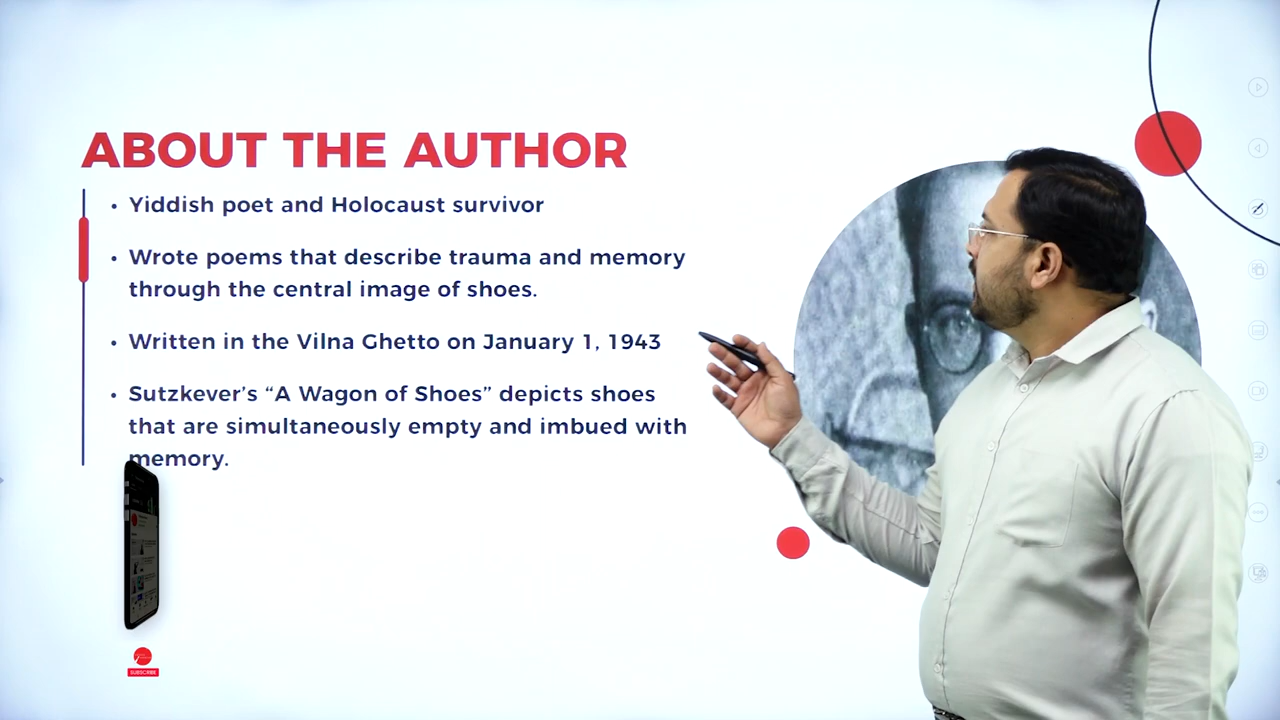 ABOUT THE AUTHOR
• Yiddish poet and Holocaust survivor
• Wrote poems that describe trauma and memory
through the central image of shoes.
• Written in the Vilna Ghetto on January 1, 1943
• Sutzkever’s “A Wagon of Shoes” depicts shoes
that are simultaneously empty and imbued with
memory.
SUBSCRIBE